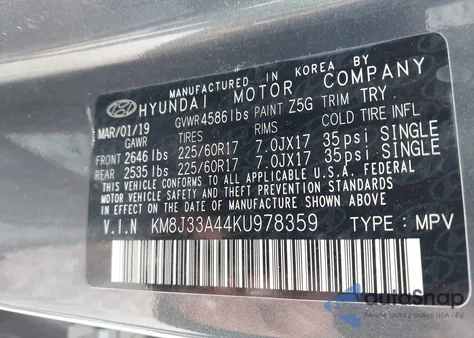 MANUFACTURED IN KOREA BY
HYUNDAI MOTOR COMPANY
MAR/01/19 GVWR 4586 lbs PAINT Z5G TRIM TRY
GAWR TIRES RIMS COLD TIRE INFL
FRONT 2646 lbs 225/60R17 7.0JX17 35psi SINGLE
REAR 2535 lbs 225/60R17 7.0JX17 35psi SINGLE
THIS VEHICLE CONFORMS TO ALL APPLICABLE U.S.A. FEDERAL
MOTOR VEHICLE SAFETY AND THEFT PREVENTION STANDARDS
IN EFFECT ON THE DATE OF MANUFACTURE SHOWN ABOVE.
V.I.N KM8J33A44KU978359 TYPE : MPV
autoSnap